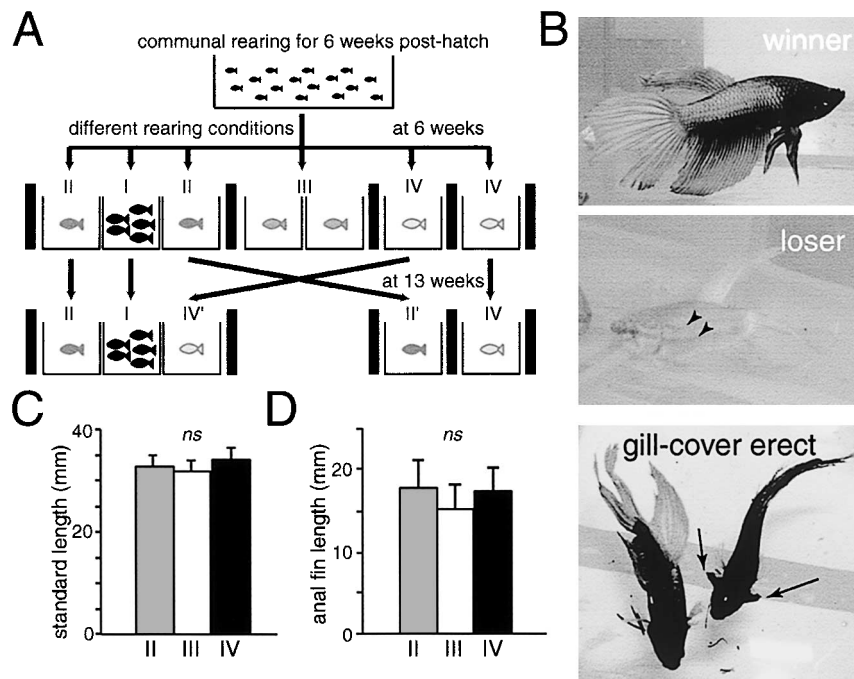 A
communal rearing for 6 weeks post-hatch
different rearing conditions
at 6 weeks
II I II III IV IV
at 13 weeks
II I IV' II' IV
B
winner
loser
gill-cover erect
C
standard length (mm)
40
20
0
ns
II III IV
D
anal fin length (mm)
20
15
10
0
ns
II III IV